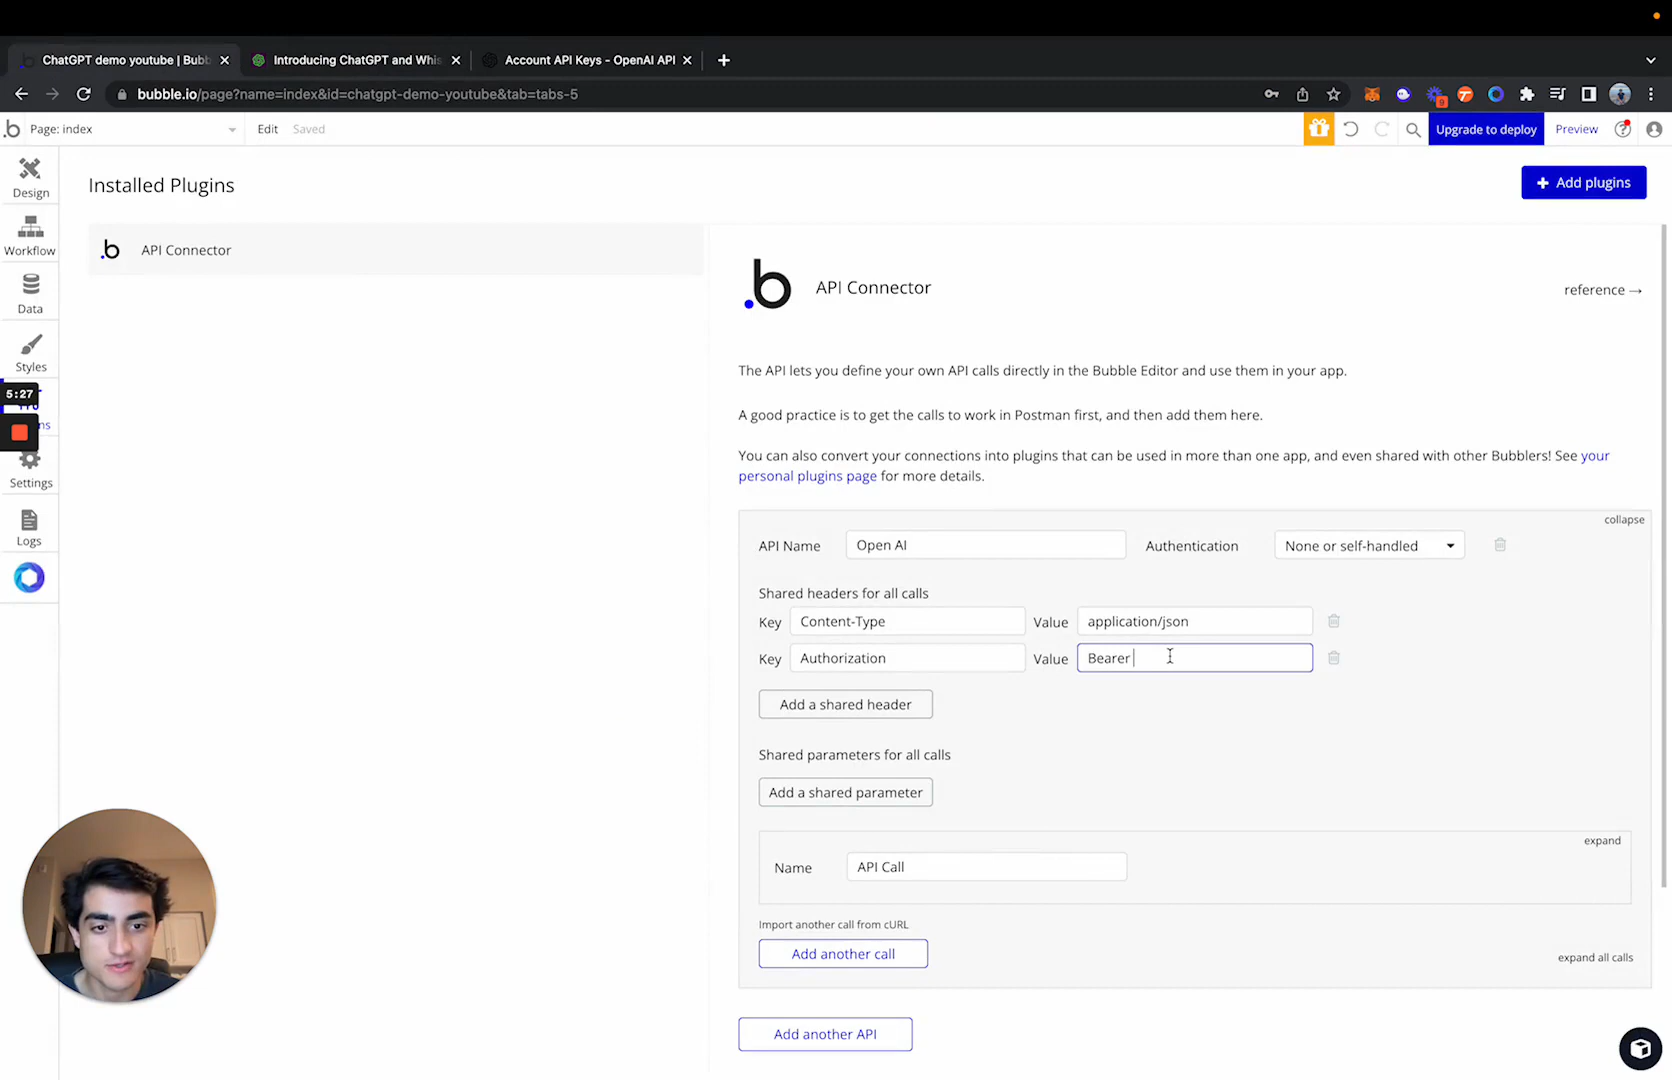 ChatGPT demo youtube | Bubb
Introducing ChatGPT and Whis
Account API Keys - OpenAI API
bubble.io/page?name=index&id=chatgpt-demo-youtube&tab=tabs-5
9
Page: index
Edit
Saved
Upgrade to deploy
Preview
Design
Workflow
Data
Styles
5:27
ns
Settings
Logs
Installed Plugins
Add plugins
API Connector
API Connector
reference →
The API lets you define your own API calls directly in the Bubble Editor and use them in your app.
A good practice is to get the calls to work in Postman first, and then add them here.
You can also convert your connections into plugins that can be used in more than one app, and even shared with other Bubblers! See your
personal plugins page for more details.
collapse
API Name Open AI Authentication None or self-handled
Shared headers for all calls
Key Content-Type Value application/json
Key Authorization Value Bearer
Add a shared header
Shared parameters for all calls
Add a shared parameter
expand
Name API Call
Import another call from cURL
Add another call
expand all calls
Add another API